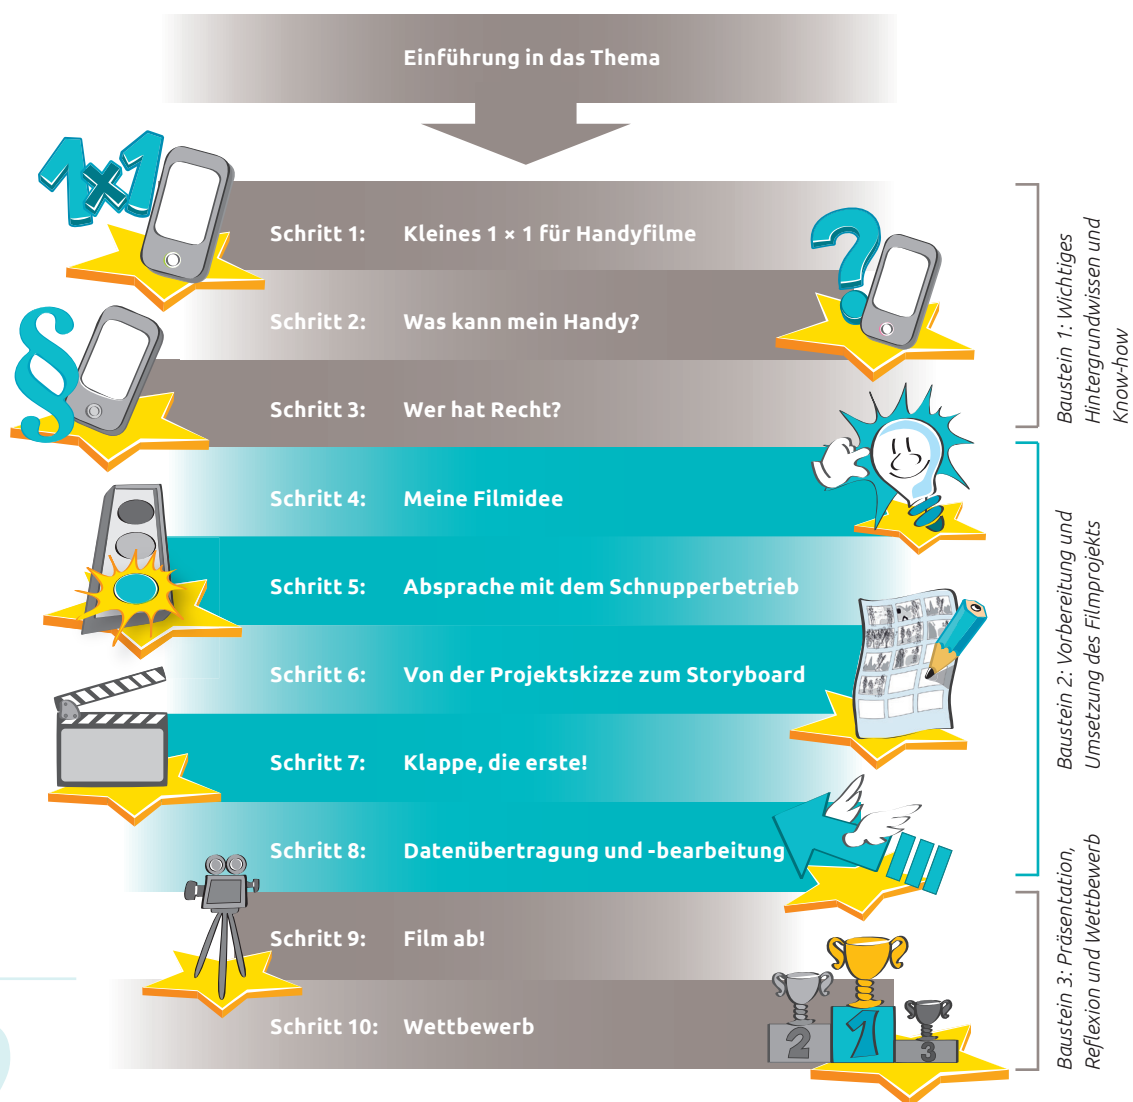 Einführung in das Thema
1×1
Schritt 1: Kleines 1 × 1 für Handyfilme
?
Schritt 2: Was kann mein Handy?
§
Schritt 3: Wer hat Recht?
Baustein 1: Wichtiges
Hintergrundwissen und
Know-how
Schritt 4: Meine Filmidee
Schritt 5: Absprache mit dem Schnupperbetrieb
Schritt 6: Von der Projektskizze zum Storyboard
Schritt 7: Klappe, die erste!
Schritt 8: Datenübertragung und -bearbeitung
Baustein 2: Vorbereitung und
Umsetzung des Filmprojekts
Schritt 9: Film ab!
Schritt 10: Wettbewerb
2 1 3
Baustein 3: Präsentation,
Reflexion und Wettbewerb